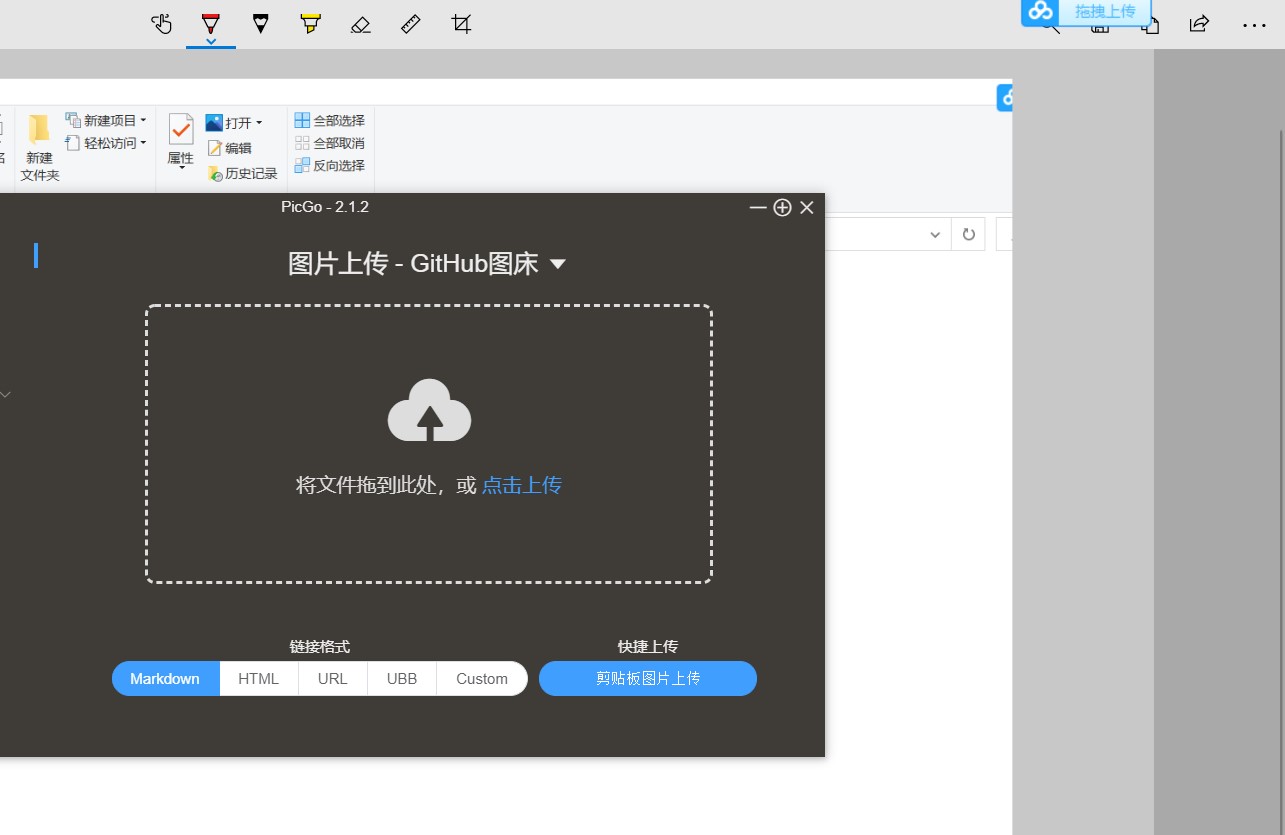 拖拽上传
新建项目
轻松访问
新建
文件夹
属性
打开
编辑
历史记录
全部选择
全部取消
反向选择
PicGo - 2.1.2
图片上传 - GitHub图床
将文件拖到此处，或 点击上传
链接格式
快捷上传
Markdown HTML URL UBB Custom
剪贴板图片上传